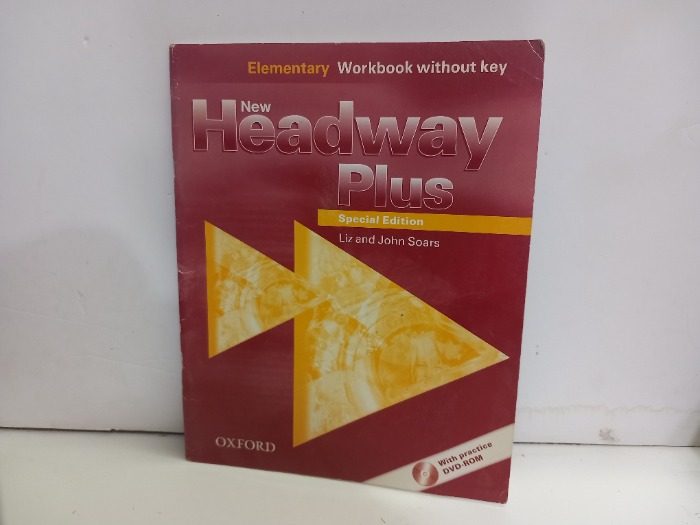 Elementary Workbook without key
New
Headway
Plus
Special Edition
Liz and John Soars
OXFORD
With practice
DVD-ROM